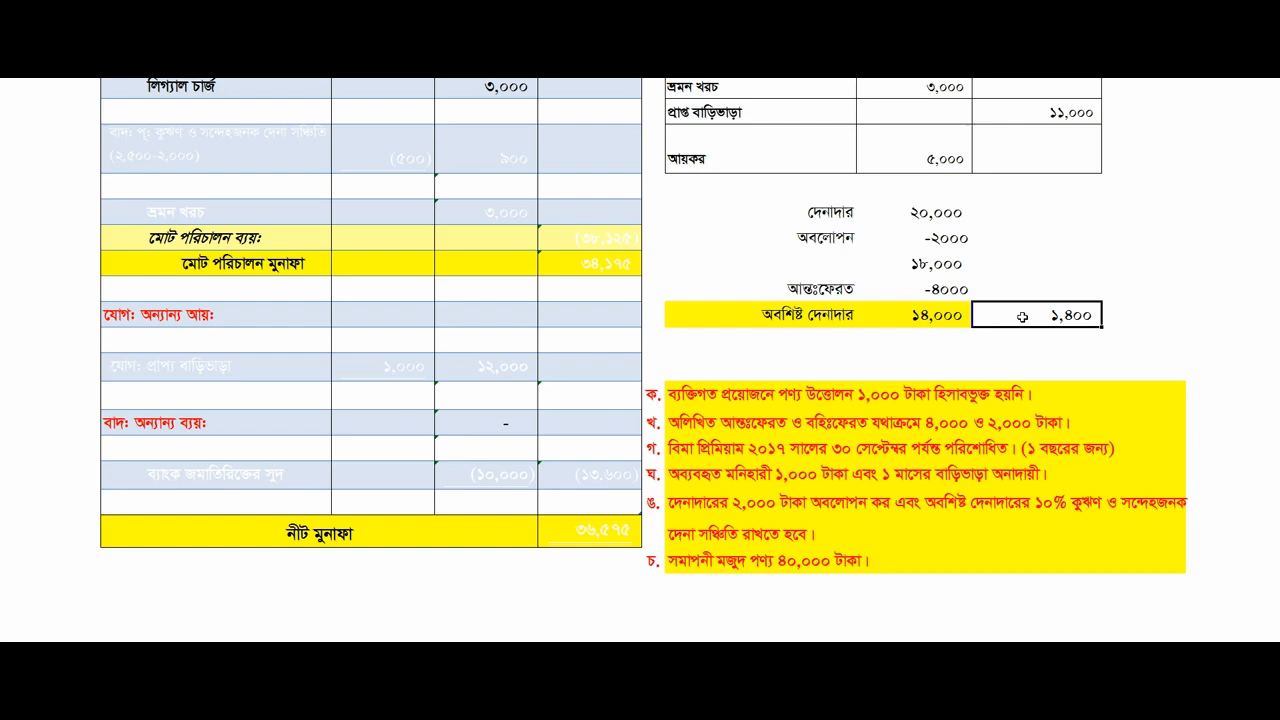 লিগ্যাল চার্জ ৩,০০০
বাদ: পূ: কুঋণ ও সন্দেহজনক দেনা সঞ্চিতি
(২,৫০০-২,০০০) (৫০০) ৯০০
ভ্রমন খরচ ৩,০০০
মোট পরিচালন ব্যয়: (৩৮,১২৫)
মোট পরিচালন মুনাফা ৩৪,১৭৫
যোগ: অন্যান্য আয়:
যোগ: প্রাপ্য বাড়িভাড়া ১,০০০ ১২,০০০
বাদ: অন্যান্য ব্যয়: -
ব্যাংক জমাতিরিক্তের সুদ (১০,০০০) (১৩,৬০০)
নীট মুনাফা ৩৬,৫৭৫
ভ্রমন খরচ ৩,০০০
প্রাপ্ত বাড়িভাড়া ১১,০০০
আয়কর ৫,০০০
দেনাদার ২০,০০০
অবলোপন -২০০০
১৮,০০০
আন্তঃফেরত -৪০০০
অবশিষ্ট দেনাদার ১৪,০০০ ১,৪০০
ক. ব্যক্তিগত প্রয়োজনে পণ্য উত্তোলন ১,০০০ টাকা হিসাবভুক্ত হয়নি।
খ. অলিখিত আন্তঃফেরত ও বহিঃফেরত যথাক্রমে ৪,০০০ ও ২,০০০ টাকা।
গ. বিমা প্রিমিয়াম ২০১৭ সালের ৩০ সেপ্টেম্বর পর্যন্ত পরিশোধিত। (১ বছরের জন্য)
ঘ. অব্যবহৃত মনিহারী ১,০০০ টাকা এবং ১ মাসের বাড়িভাড়া অনাদায়ী।
ঙ. দেনাদারের ২,০০০ টাকা অবলোপন কর এবং অবশিষ্ট দেনাদারের ১০% কুঋণ ও সন্দেহজনক
দেনা সঞ্চিতি রাখতে হবে।
চ. সমাপনী মজুদ পণ্য ৪০,০০০ টাকা।